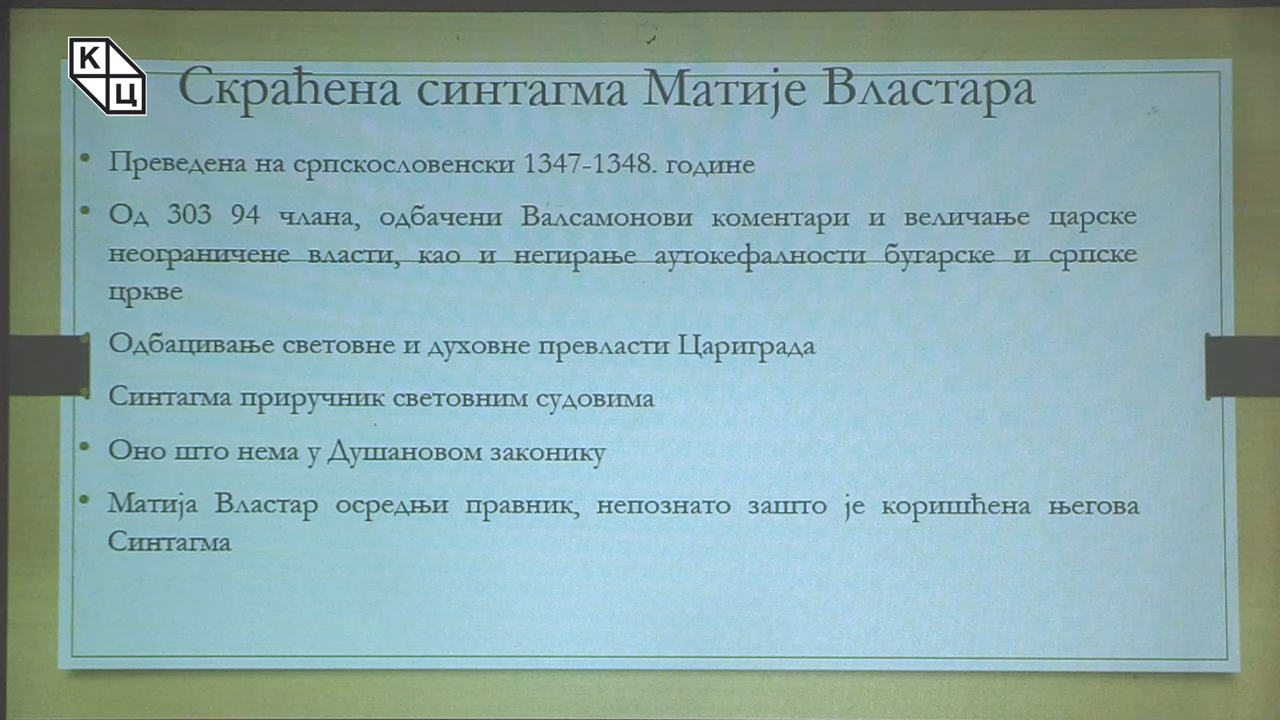 КЦ
Скраћена синтагма Матије Властара
Преведена на српскословенски 1347-1348. године
Од 303 94 члана, одбачени Валсамонови коментари и величање царске
неограничене власти, као и негирање аутокефалности бугарске и српске
цркве
Одбацивање световне и духовне превласти Цариграда
Синтагма приручник световним судовима
Оно што нема у Душановом законику
Матија Властар осредњи правник, непознато зашто је коришћена његова
Синтагма